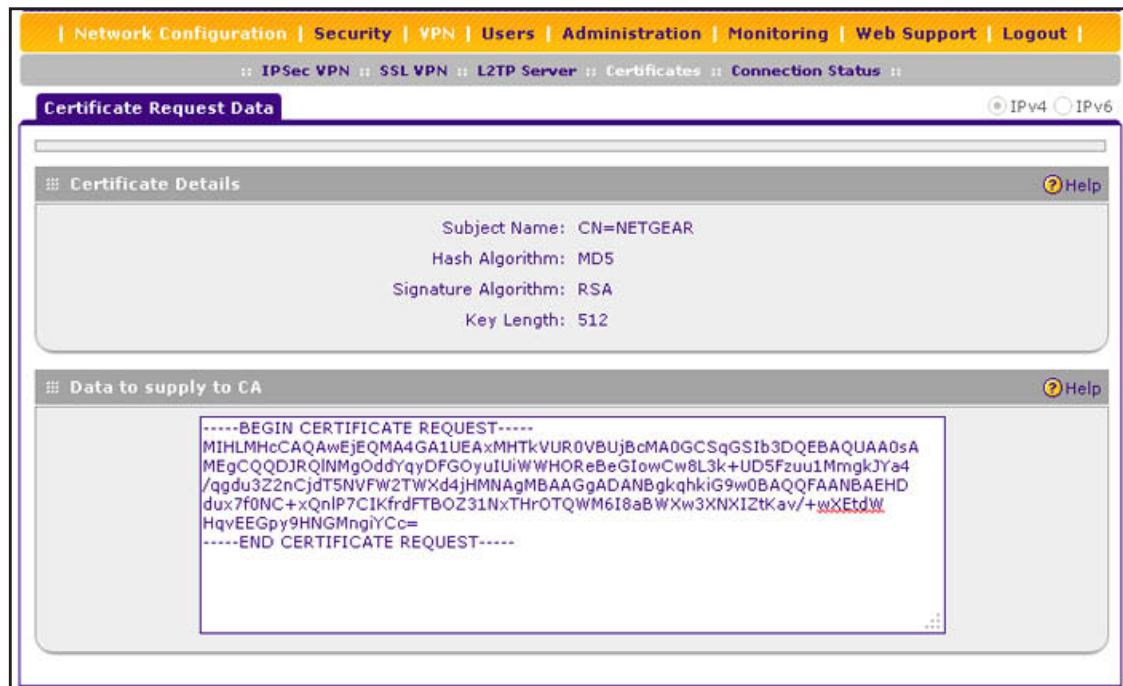 | Network Configuration | Security | VPN | Users | Administration | Monitoring | Web Support | Logout |
:: IPSec VPN :: SSL VPN :: L2TP Server :: Certificates :: Connection Status ::
Certificate Request Data IPv4 IPv6
Certificate Details Help
Subject Name: CN=NETGEAR
Hash Algorithm: MD5
Signature Algorithm: RSA
Key Length: 512
Data to supply to CA Help
-----BEGIN CERTIFICATE REQUEST-----
MIHLMHcCAQAwEjEQMA4GA1UEAxMHTkVUR0VBUjBcMA0GCSqGSIb3DQEBAQUAA0sA
MEgCQQDJRQlNMgOddYqyDFGOyuIUiWWHOReBeGIowCw8L3k+UD5Fzuu1MmgkJYa4
/qgdu3Z2nCjdT5NVFW2TWXd4jHMNAgMBAAGgADANBgkqhkiG9w0BAQQFAANBAEHD
dux7f0NC+xQnlP7CIKfrdFTBOZ31NxTHrOTQWM6I8aBWXw3XNXIZtKav/+wXEtdW
HqvEEGpy9HNGMngiYCc=
-----END CERTIFICATE REQUEST-----